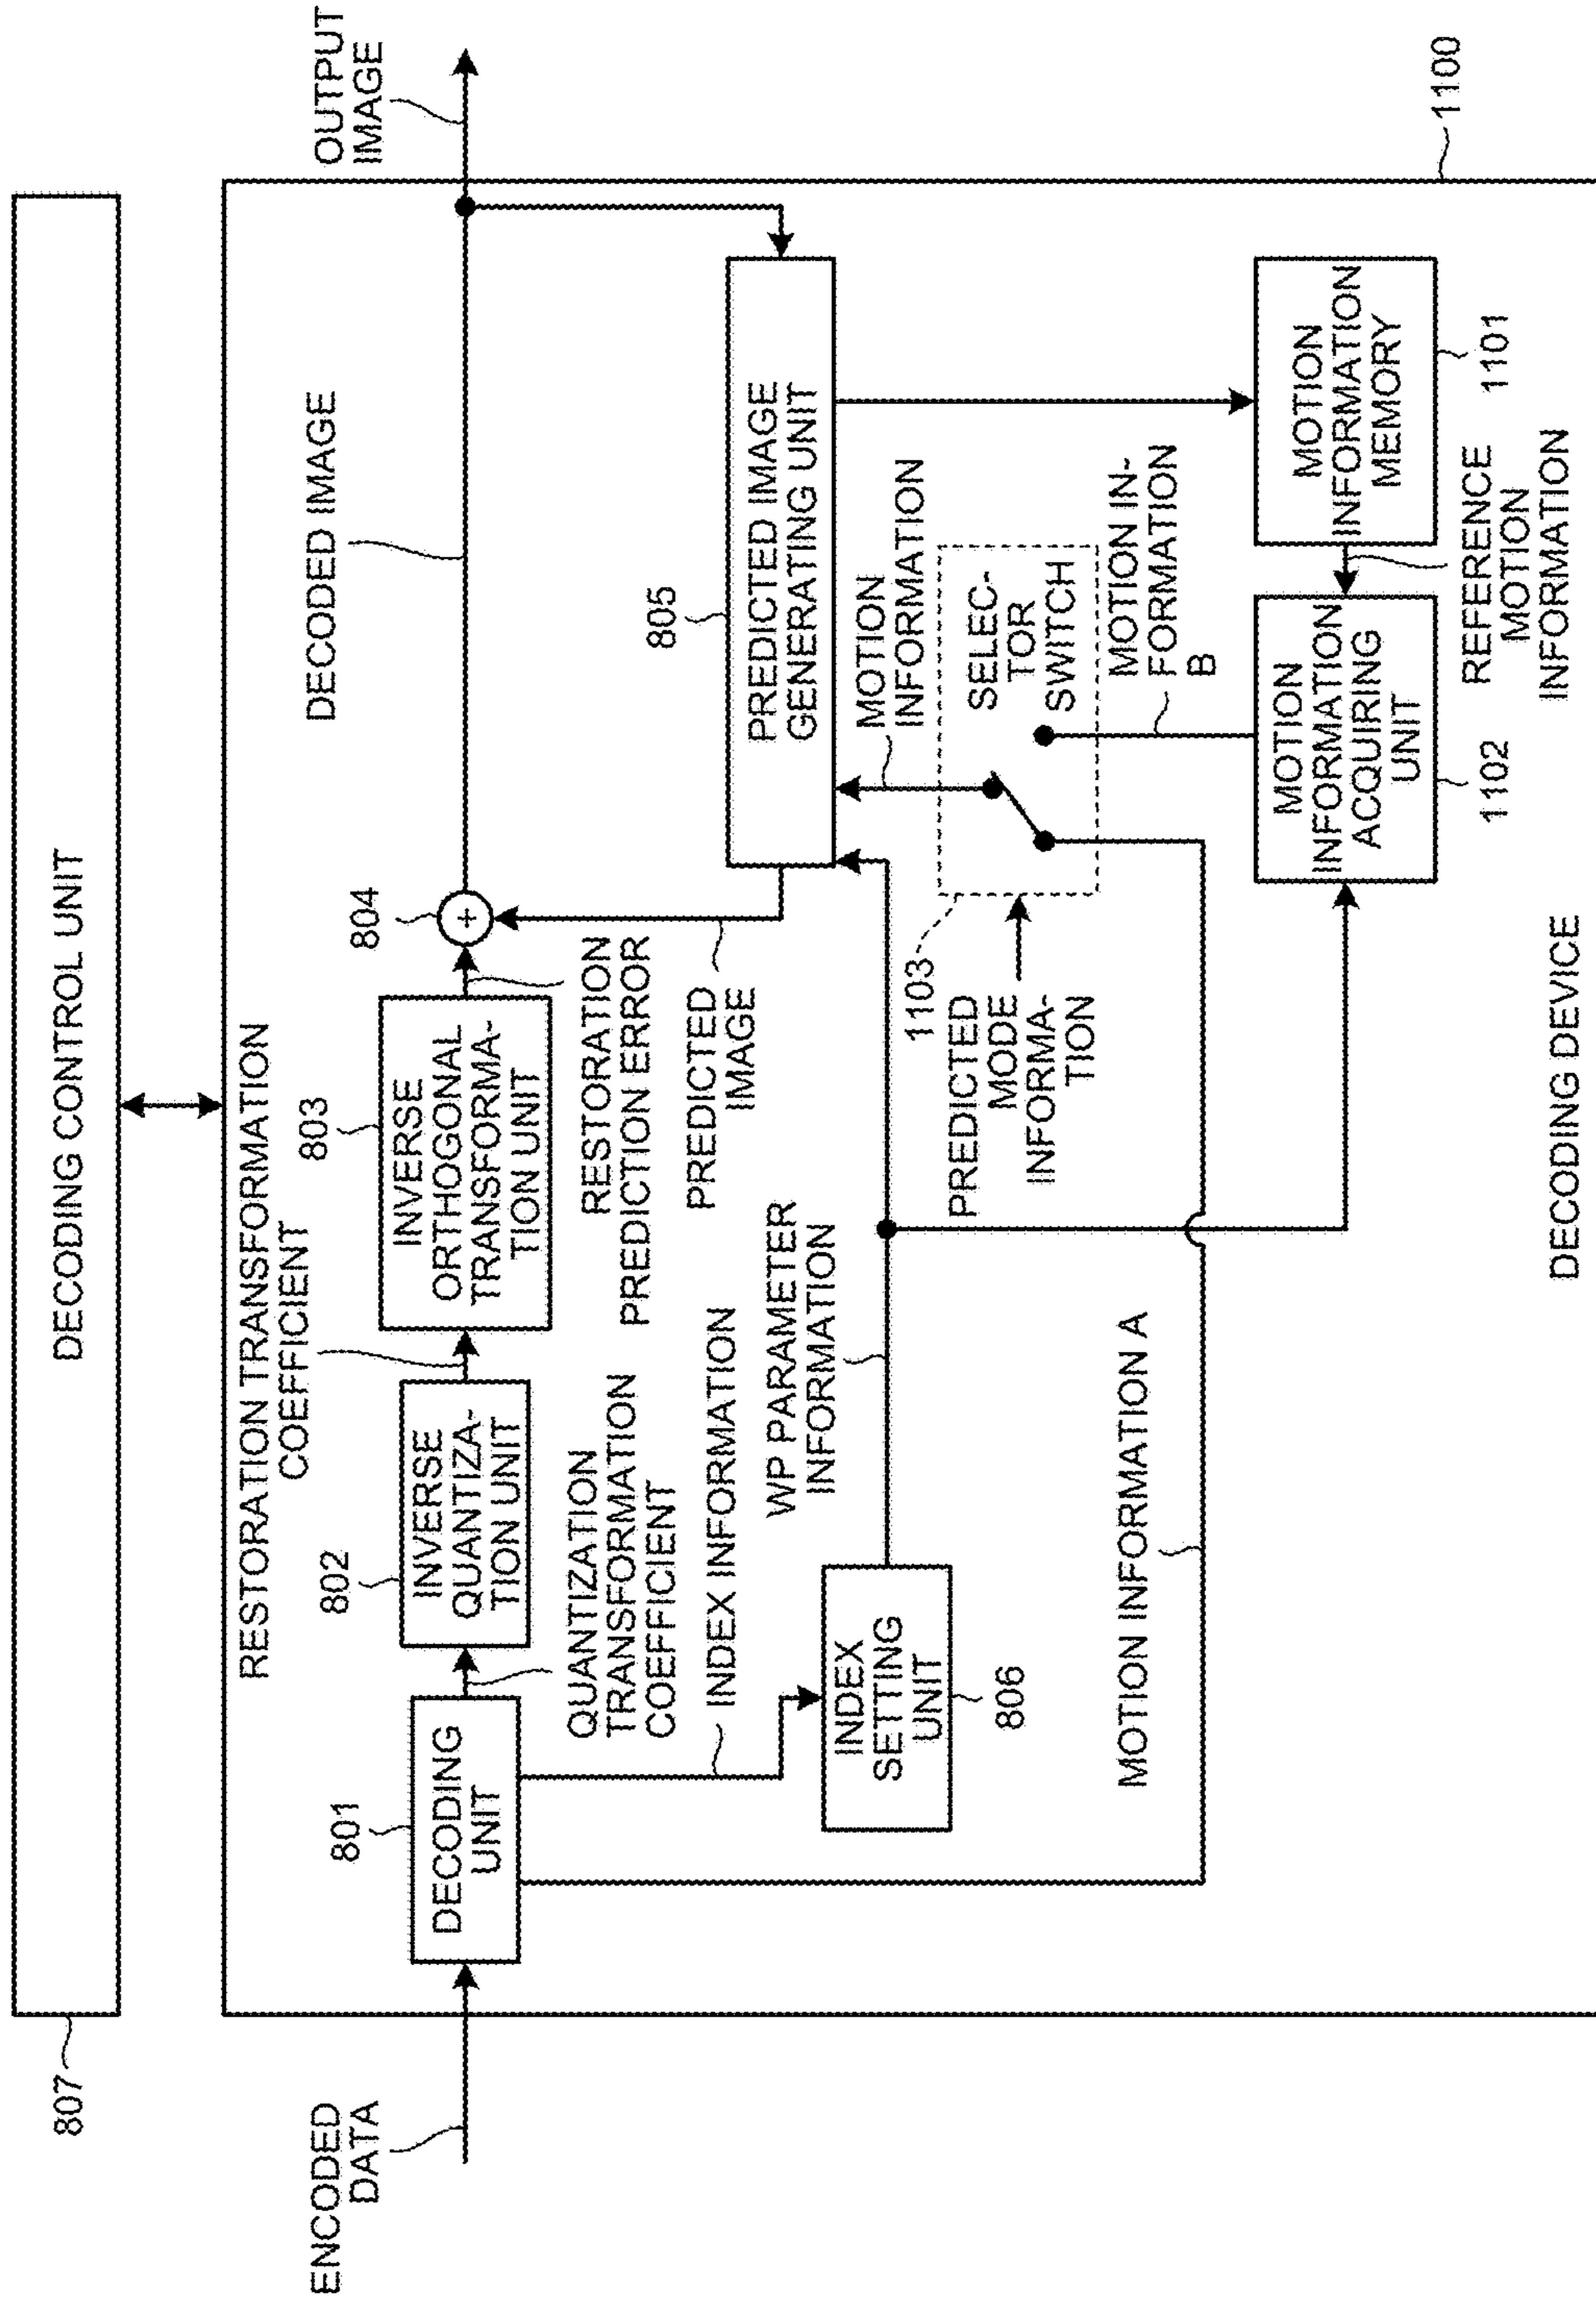 807
DECODING CONTROL UNIT
ENCODED
DATA
OUTPUT
IMAGE
RESTORATION TRANSFORMATION
COEFFICIENT
DECODED IMAGE
801
DECODING
UNIT
802
INVERSE
QUANTIZA-
TION UNIT
803
INVERSE
ORTHOGONAL
TRANSFORMA-
TION UNIT
804
+
QUANTIZATION
TRANSFORMATION
COEFFICIENT
RESTORATION
PREDICTION ERROR
805
PREDICTED IMAGE
GENERATING UNIT
INDEX INFORMATION
PREDICTED
IMAGE
WP PARAMETER
INFORMATION
INDEX
SETTING
UNIT
806
MOTION
INFORMATION
1103
PREDICTED
MODE
INFORMA-
TION
SELEC-
TOR
SWITCH
MOTION INFORMATION A
MOTION IN-
FORMATION
B
MOTION
INFORMATION
ACQUIRING
UNIT
1102
MOTION
INFORMATION
MEMORY
1101
REFERENCE
MOTION
INFORMATION
1100
DECODING DEVICE